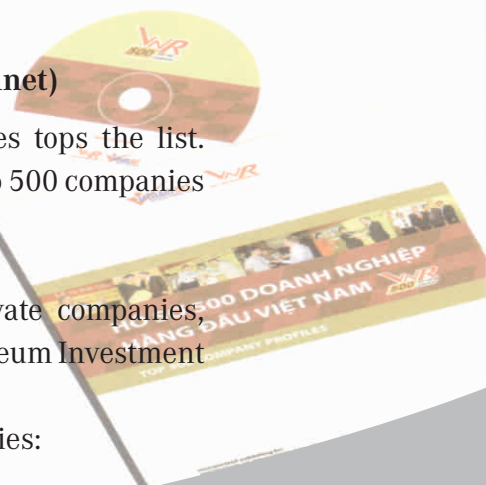 VNR
500
net)
es tops the list.
500 companies
VNR
500 DOANH NGHIỆP
HÀNG ĐẦU VIỆT NAM
VNR
500
TOP 500 COMPANY PROFILES
vate companies,
eum Investment
ies: